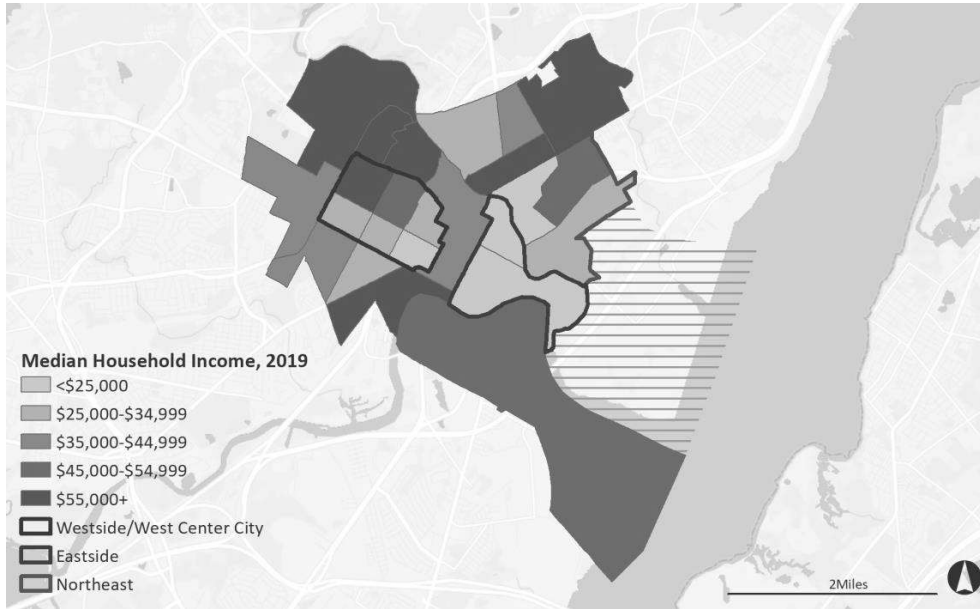 Median Household Income, 2019
<$25,000
$25,000-$34,999
$35,000-$44,999
$45,000-$54,999
$55,000+
Westside/West Center City
Eastside
Northeast
2Miles